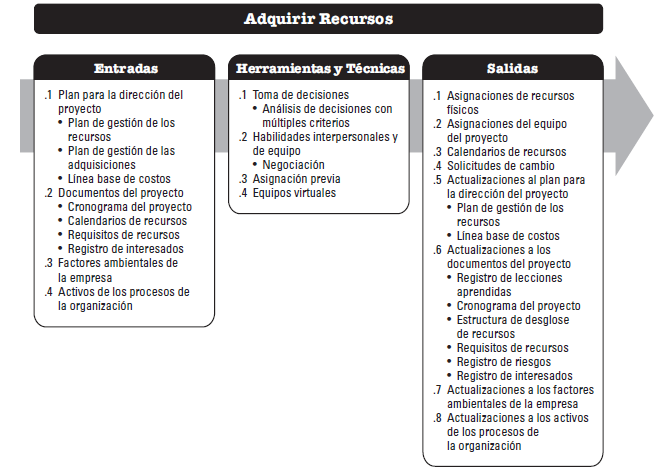 Adquirir Recursos
Entradas
.1 Plan para la dirección del
proyecto
• Plan de gestión de los
recursos
• Plan de gestión de las
adquisiciones
• Línea base de costos
.2 Documentos del proyecto
• Cronograma del proyecto
• Calendarios de recursos
• Requisitos de recursos
• Registro de interesados
.3 Factores ambientales de
la empresa
.4 Activos de los procesos de
la organización
Herramientas y Técnicas
.1 Toma de decisiones
• Análisis de decisiones con
múltiples criterios
.2 Habilidades interpersonales y
de equipo
• Negociación
.3 Asignación previa
.4 Equipos virtuales
Salidas
.1 Asignaciones de recursos
físicos
.2 Asignaciones del equipo
del proyecto
.3 Calendarios de recursos
.4 Solicitudes de cambio
.5 Actualizaciones al plan para
la dirección del proyecto
• Plan de gestión de los
recursos
• Línea base de costos
.6 Actualizaciones a los
documentos del proyecto
• Registro de lecciones
aprendidas
• Cronograma del proyecto
• Estructura de desglose
de recursos
• Requisitos de recursos
• Registro de riesgos
• Registro de interesados
.7 Actualizaciones a los factores
ambientales de la empresa
.8 Actualizaciones a los activos
de los procesos de
la organización